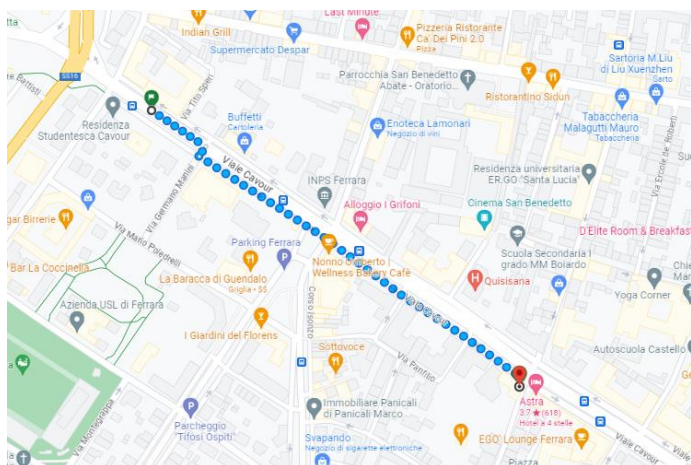 Last Minute
Indian Grill
Supermercato Despar
Pizzeria Ristorante
Ca' Dei Pini 2.0
Pizza
SS16
Battisti
Via Tito Speri
Parrocchia San Benedetto
Abate - Oratorio...
Ristorantino Sidun
Sartoria M.Liu
di Liu Xuenzhen
Sarto
Tabaccheria
Malagutti Mauro
Tabaccheria
Residenza
Studentesca Cavour
Buffetti
Cartoleria
Enoteca Lamonari
Negozio di vini
Via Ercole de' Roberti
Viale Cavour
Residenza universitaria
ER.GO "Santa Lucia"
INPS Ferrara
Alloggio I Grifoni
Cinema San Benedetto
Via Germano Manini
gar Birrerie
Via Mario Poledrelli
Parking Ferrara
Nonno Umberto |
Wellness Bakery Cafè
Scuola Secondaria I
grado MM Boiardo
D'Elite Room & Breakfast
Bar La Coccinella
La Baracca di Guendalo
Griglia • $$
Quisisana
Yoga Corner
Chie
Ma
Azienda USL di Ferrara
Corso Isonzo
I Giardini del Florens
Sottovoce
Via Panfilio
Autoscuola Castello
Via Montegrappa
Immobiliare Panicali
di Panicali Marco
Astra
3.7 ★ (618)
Hotel a 4 stelle
Parcheggio
"Tifosi Ospiti"
Svapando
Negozio di sigarette elettroniche
EGO' Lounge Ferrara
Viale Cavour
Piazza